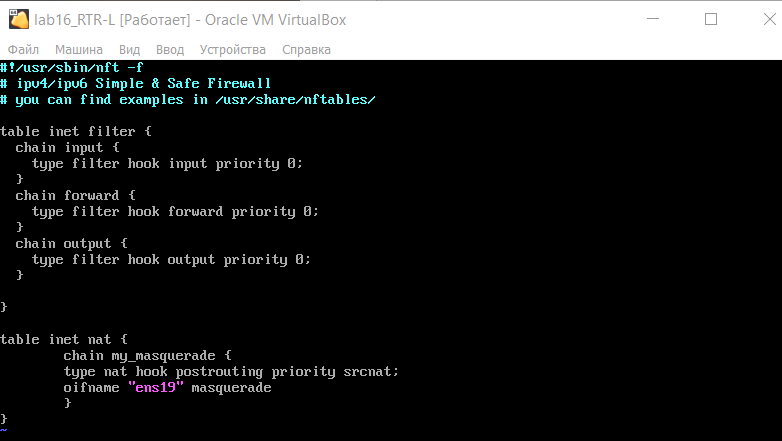 lab16_RTR-L [Работает] - Oracle VM VirtualBox
Файл Машина Вид Ввод Устройства Справка
#!/usr/sbin/nft -f
# ipv4/ipv6 Simple & Safe Firewall
# you can find examples in /usr/share/nftables/
table inet filter {
  chain input {
    type filter hook input priority 0;
  }
  chain forward {
    type filter hook forward priority 0;
  }
  chain output {
    type filter hook output priority 0;
  }
}
table inet nat {
        chain my_masquerade {
        type nat hook postrouting priority srcnat;
        oifname "ens19" masquerade
        }
}
~